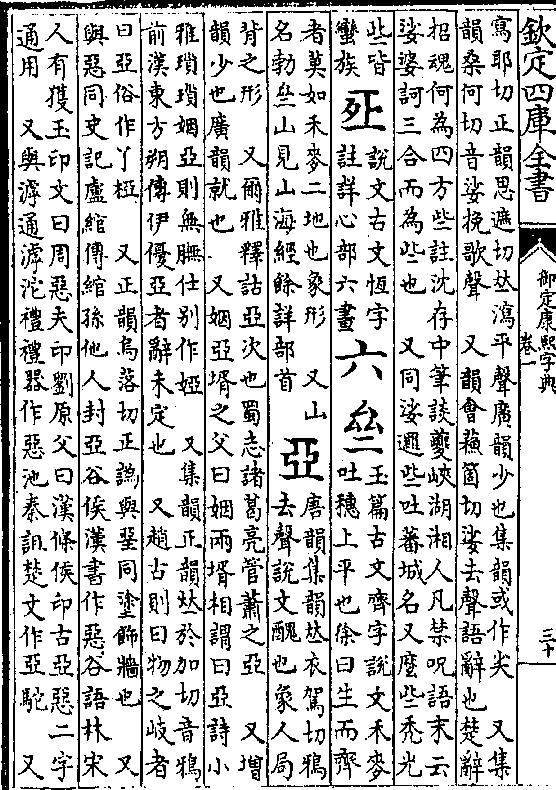 欽定四庫全書
御定康熙字典
卷一
三十
寫耶切正韻思遮切𠀤瀉平聲廣韻少也集韻或作尖 又集
韻桑何切音娑挽歌聲 又韻會蘇箇切娑去聲語辭也楚辭
招魂何為四方些註沈存中筆談夔峽湖湘人凡禁呪語末云
娑婆訶三合而為些也 又同娑邏些吐蕃城名又麼些禿光
些皆
蠻族 𠄨 說文古文恆字
註詳心部六畫 六 亝 玉篇古文齊字說文禾麥
吐穗上平也徐曰生而齊
者莫如禾麥二地也象形 又山
名勃亝山見山海經餘詳部首 亞 唐韻集韻𠀤衣駕切鴉
去聲說文醜也象人局
背之形 又爾雅釋詁亞次也蜀志諸葛亮管蕭之亞 又增
韻少也廣韻就也 又姻亞壻之父曰姻兩壻相謂曰亞詩小
雅瑣瑣姻亞則無膴仕别作婭 又集韻正韻𠀤於加切音鴉
前漢東方朔傳伊優亞者辭未定也 又趙古則曰物之岐者
曰亞俗作丫椏 又正韻烏落切正譌與堊同塗飾牆也 又
與惡同史記盧綰傳綰孫他人封亞谷侯漢書作惡谷語林宋
人有獲玉印文曰周惡夫印劉原父曰漢條侯印古亞惡二字
通用 又與滹通滹沱禮禮器作惡池秦詛楚文作亞駝 又